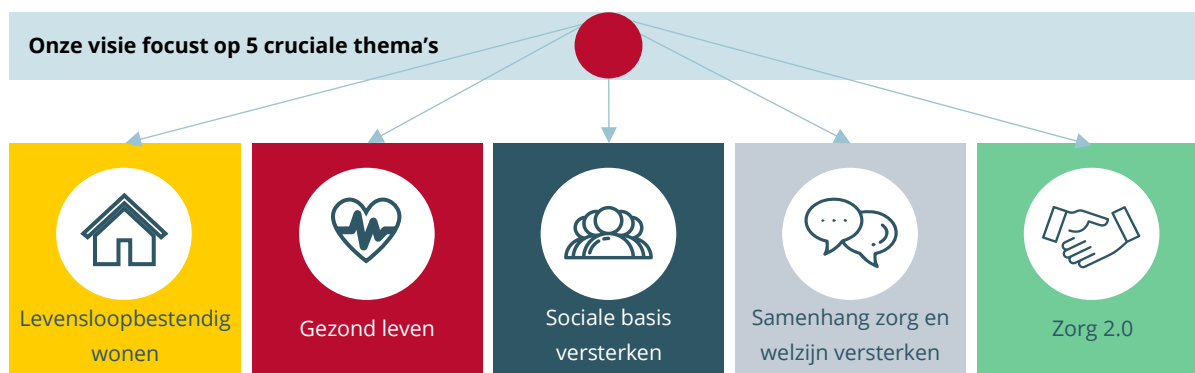 Onze visie focust op 5 cruciale thema's
Levensloopbestendig
wonen
Gezond leven
Sociale basis
versterken
Samenhang zorg en
welzijn versterken
Zorg 2.0